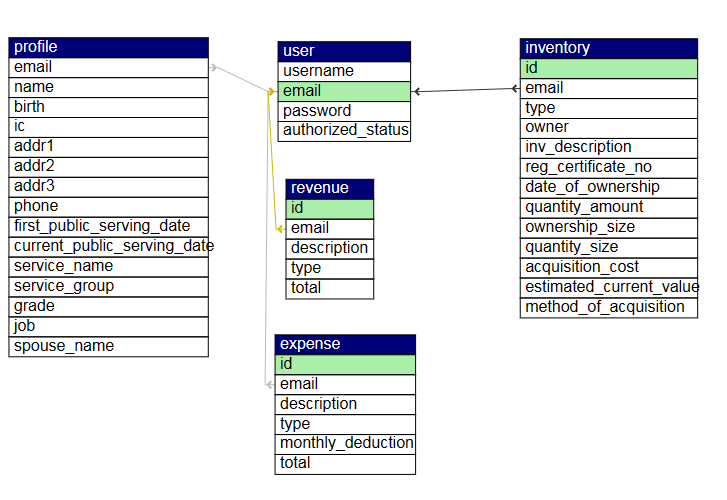 profile
email
name
birth
ic
addr1
addr2
addr3
phone
first_public_serving_date
current_public_serving_date
service_name
service_group
grade
job
spouse_name
user
username
email
password
authorized_status
revenue
id
email
description
type
total
expense
id
email
description
type
monthly_deduction
total
inventory
id
email
type
owner
inv_description
reg_certificate_no
date_of_ownership
quantity_amount
ownership_size
quantity_size
acquisition_cost
estimated_current_value
method_of_acquisition